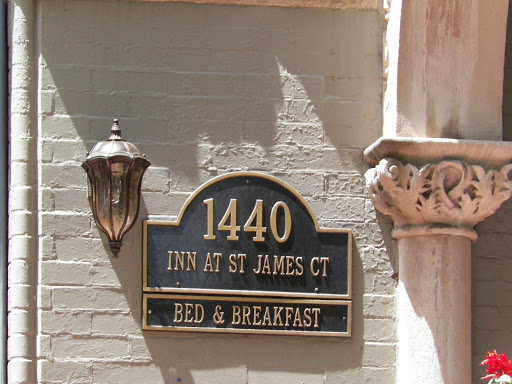 1440
INN AT ST JAMES CT
BED & BREAKFAST